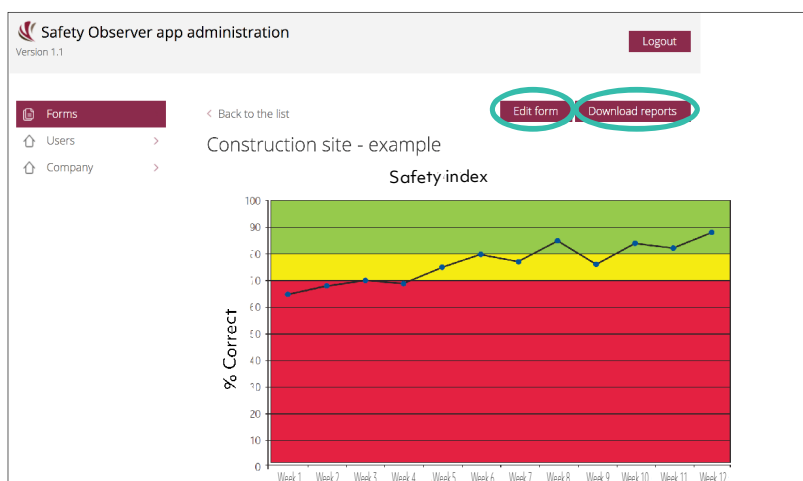 Safety Observer app administration
Version 1.1
Logout
Forms
Users
Company
Back to the list
Edit form
Download reports
Construction site - example
Safety index
% Correct
100
90
80
70
60
50
40
30
20
10
0
Week 1 Week 2 Week 3 Week 4 Week 5 Week 6 Week 7 Week 8 Week 9 Week 10 Week 11 Week 12